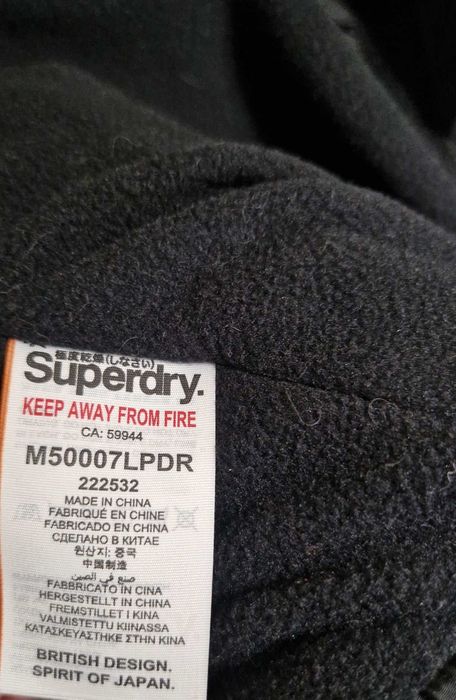 極度乾燥(しなさい)
Superdry.
KEEP AWAY FROM FIRE
CA: 59944
M50007LPDR
222532
MADE IN CHINA
FABRIQUÉ EN CHINE
FABRICADO EN CHINA
СДЕЛАНО В КИТАЕ
원산지: 중국
中国制造
صنع في الصين
FABBRICATO IN CINA
HERGESTELLT IN CHINA
FREMSTILLET I KINA
VALMISTETTU KIINASSA
ΚΑΤΑΣΚΕΥΑΣΤΗΚΕ ΣΤΗΝ ΚΙΝΑ
BRITISH DESIGN.
SPIRIT OF JAPAN.